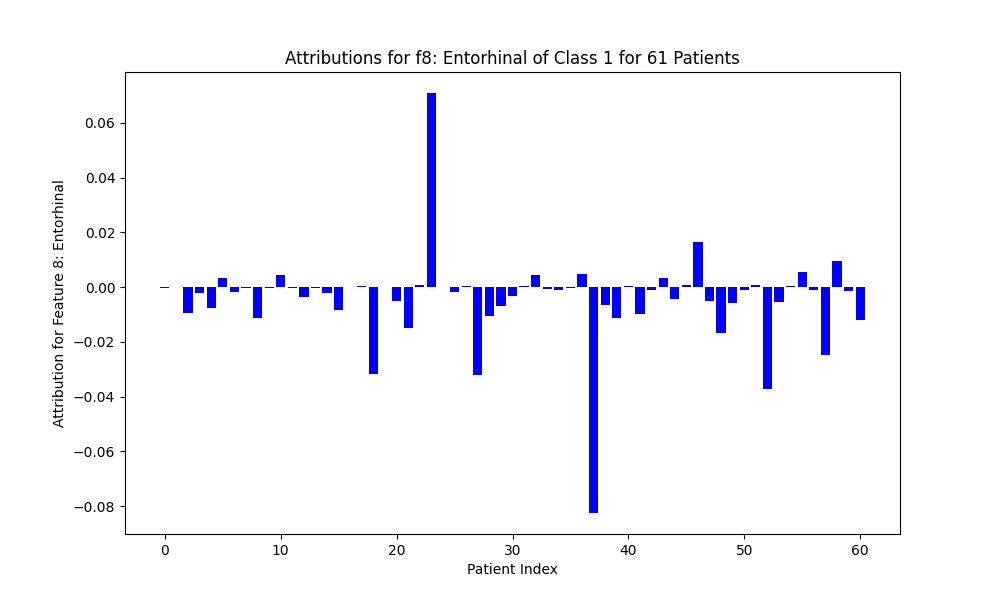 Attributions for f8: Entorhinal of Class 1 for 61 Patients
Attribution for Feature 8: Entorhinal
0.06
0.04
0.02
0.00
−0.02
−0.04
−0.06
−0.08
0 10 20 30 40 50 60
Patient Index